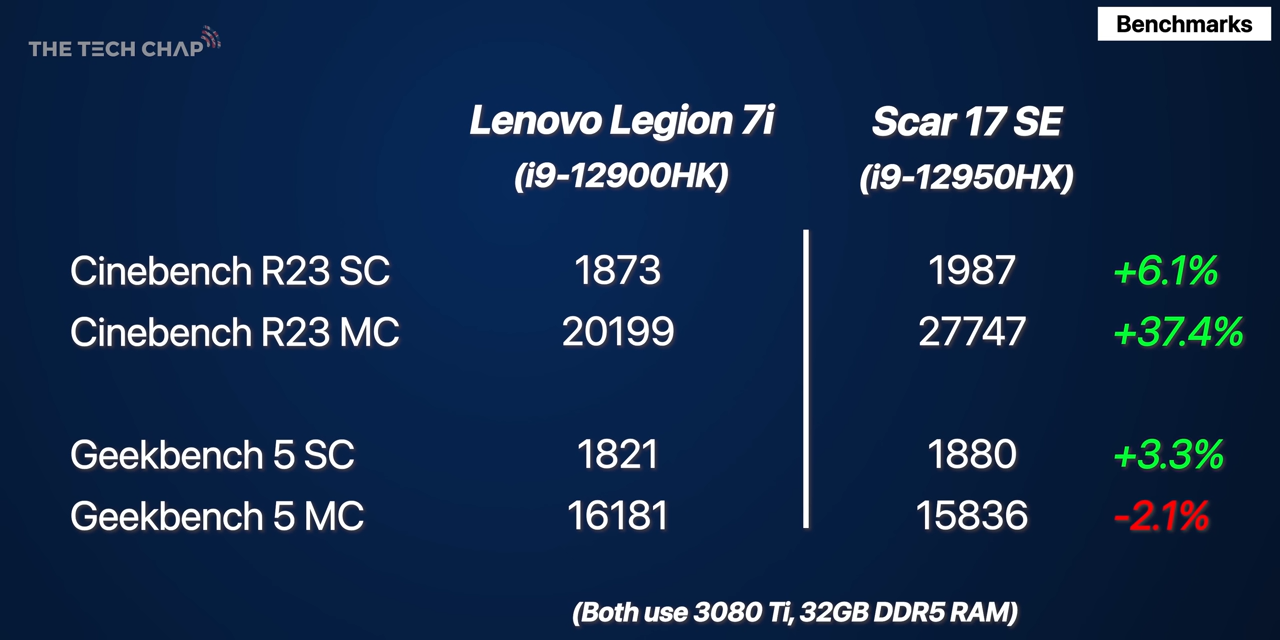 THE TECH CHAP
Benchmarks
Lenovo Legion 7i Scar 17 SE
(i9-12900HK) (i9-12950HX)
Cinebench R23 SC 1873 1987 +6.1%
Cinebench R23 MC 20199 27747 +37.4%
Geekbench 5 SC 1821 1880 +3.3%
Geekbench 5 MC 16181 15836 -2.1%
(Both use 3080 Ti, 32GB DDR5 RAM)